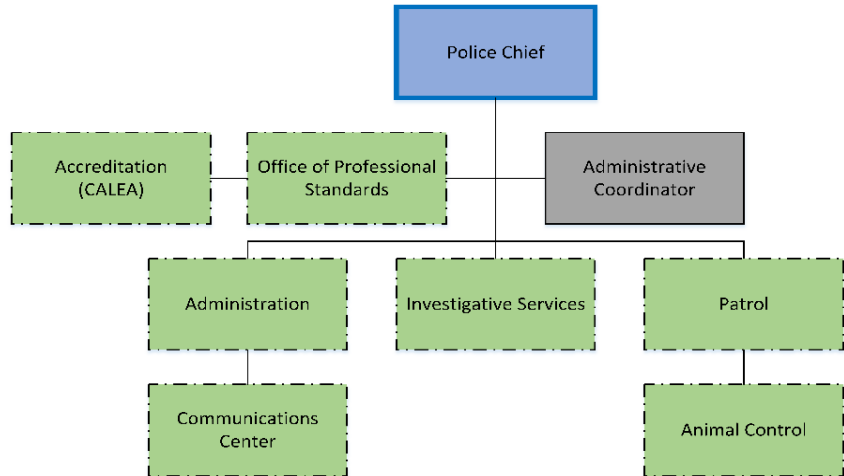 Police Chief
Accreditation
(CALEA)
Office of Professional
Standards
Administrative
Coordinator
Administration
Investigative Services
Patrol
Communications
Center
Animal Control